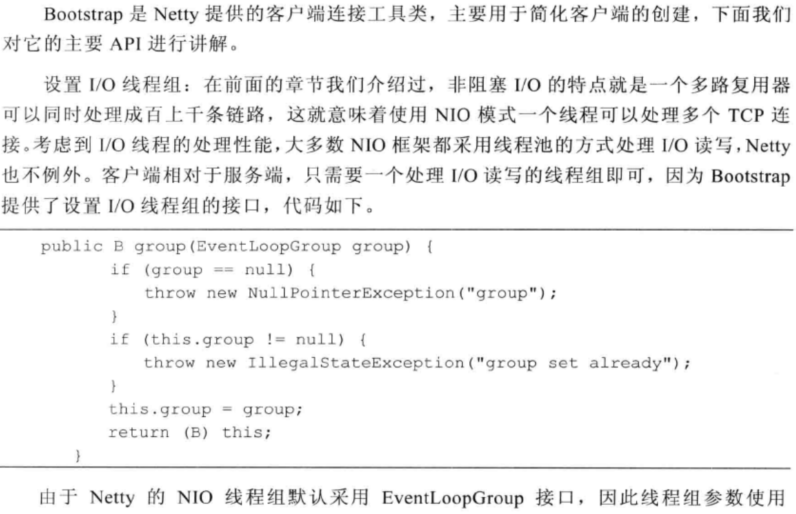 Bootstrap 是 Netty 提供的客户端连接工具类，主要用于简化客户端的创建，下面我们
对它的主要 API 进行讲解。
设置 I/O 线程组：在前面的章节我们介绍过，非阻塞 I/O 的特点就是一个多路复用器
可以同时处理成百上千条链路，这就意味着使用 NIO 模式一个线程可以处理多个 TCP 连
接。考虑到 I/O 线程的处理性能，大多数 NIO 框架都采用线程池的方式处理 I/O 读写，Netty
也不例外。客户端相对于服务端，只需要一个处理 I/O 读写的线程组即可，因为 Bootstrap
提供了设置 I/O 线程组的接口，代码如下。
public B group(EventLoopGroup group) {
if (group == null) {
throw new NullPointerException("group");
}
if (this.group != null) {
throw new IllegalStateException("group set already");
}
this.group = group;
return (B) this;
}
由于 Netty 的 NIO 线程组默认采用 EventLoopGroup 接口，因此线程组参数使用